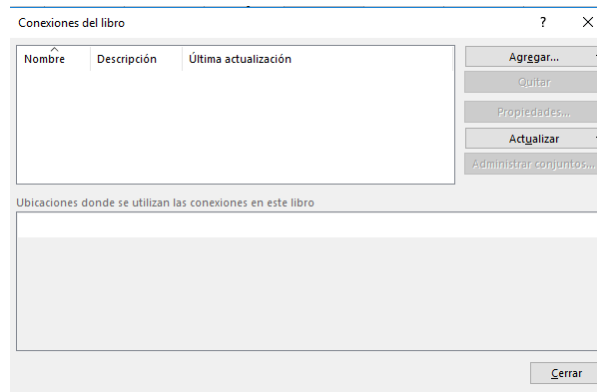 Conexiones del libro
Nombre Descripción Última actualización
Agregar...
Quitar
Propiedades...
Actualizar
Administrar conjuntos...
Ubicaciones donde se utilizan las conexiones en este libro
Cerrar